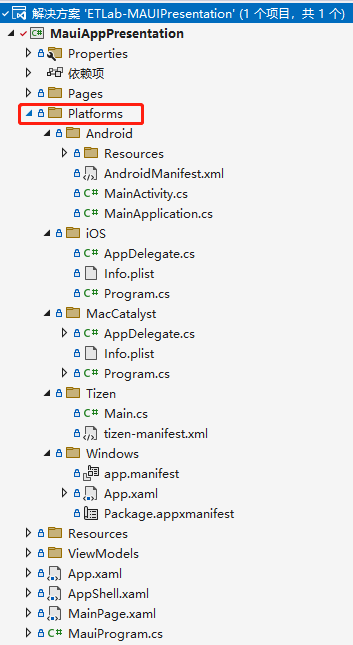 解决方案 'ETLab-MAUIPresentation' (1 个项目，共 1 个)
C# MauiAppPresentation
Properties
依赖项
Pages
Platforms
Android
Resources
AndroidManifest.xml
C# MainActivity.cs
C# MainApplication.cs
iOS
C# AppDelegate.cs
Info.plist
C# Program.cs
MacCatalyst
C# AppDelegate.cs
Info.plist
C# Program.cs
Tizen
C# Main.cs
tizen-manifest.xml
Windows
app.manifest
App.xaml
Package.appxmanifest
Resources
ViewModels
App.xaml
AppShell.xaml
MainPage.xaml
C# MauiProgram.cs